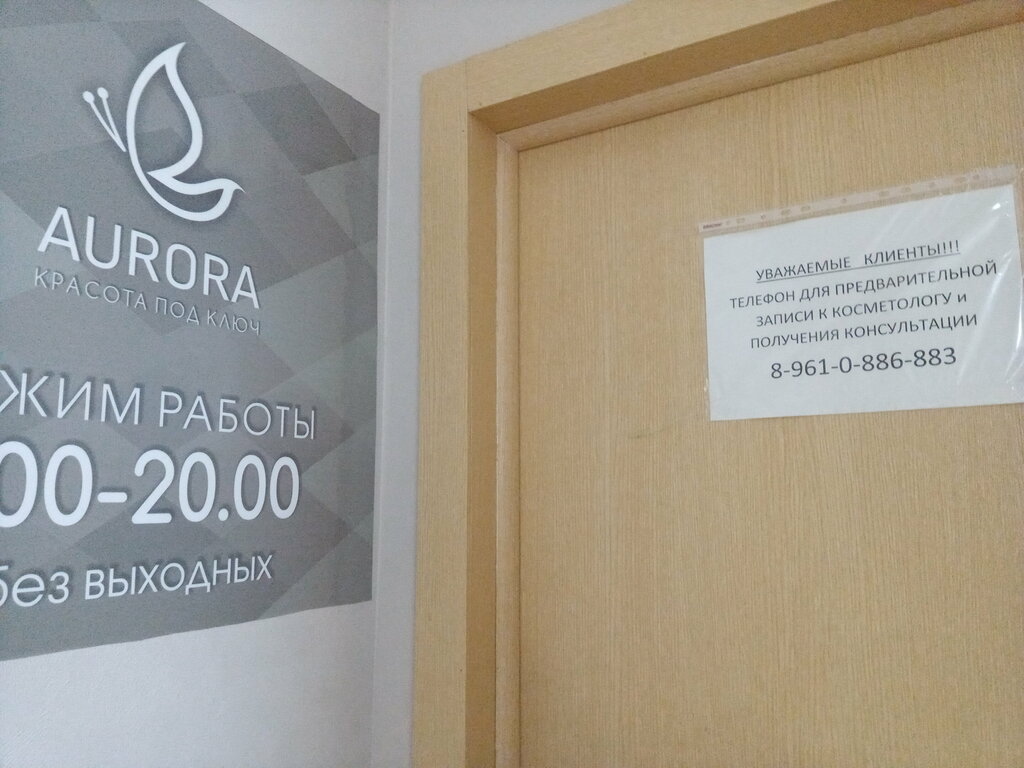 AURORA
КРАСОТА ПОД КЛЮЧ
ЖИМ РАБОТЫ
00-20.00
без выходных
УВАЖАЕМЫЕ КЛИЕНТЫ!!!
ТЕЛЕФОН ДЛЯ ПРЕДВАРИТЕЛЬНОЙ
ЗАПИСИ К КОСМЕТОЛОГУ и
ПОЛУЧЕНИЯ КОНСУЛЬТАЦИИ
8-961-0-886-883